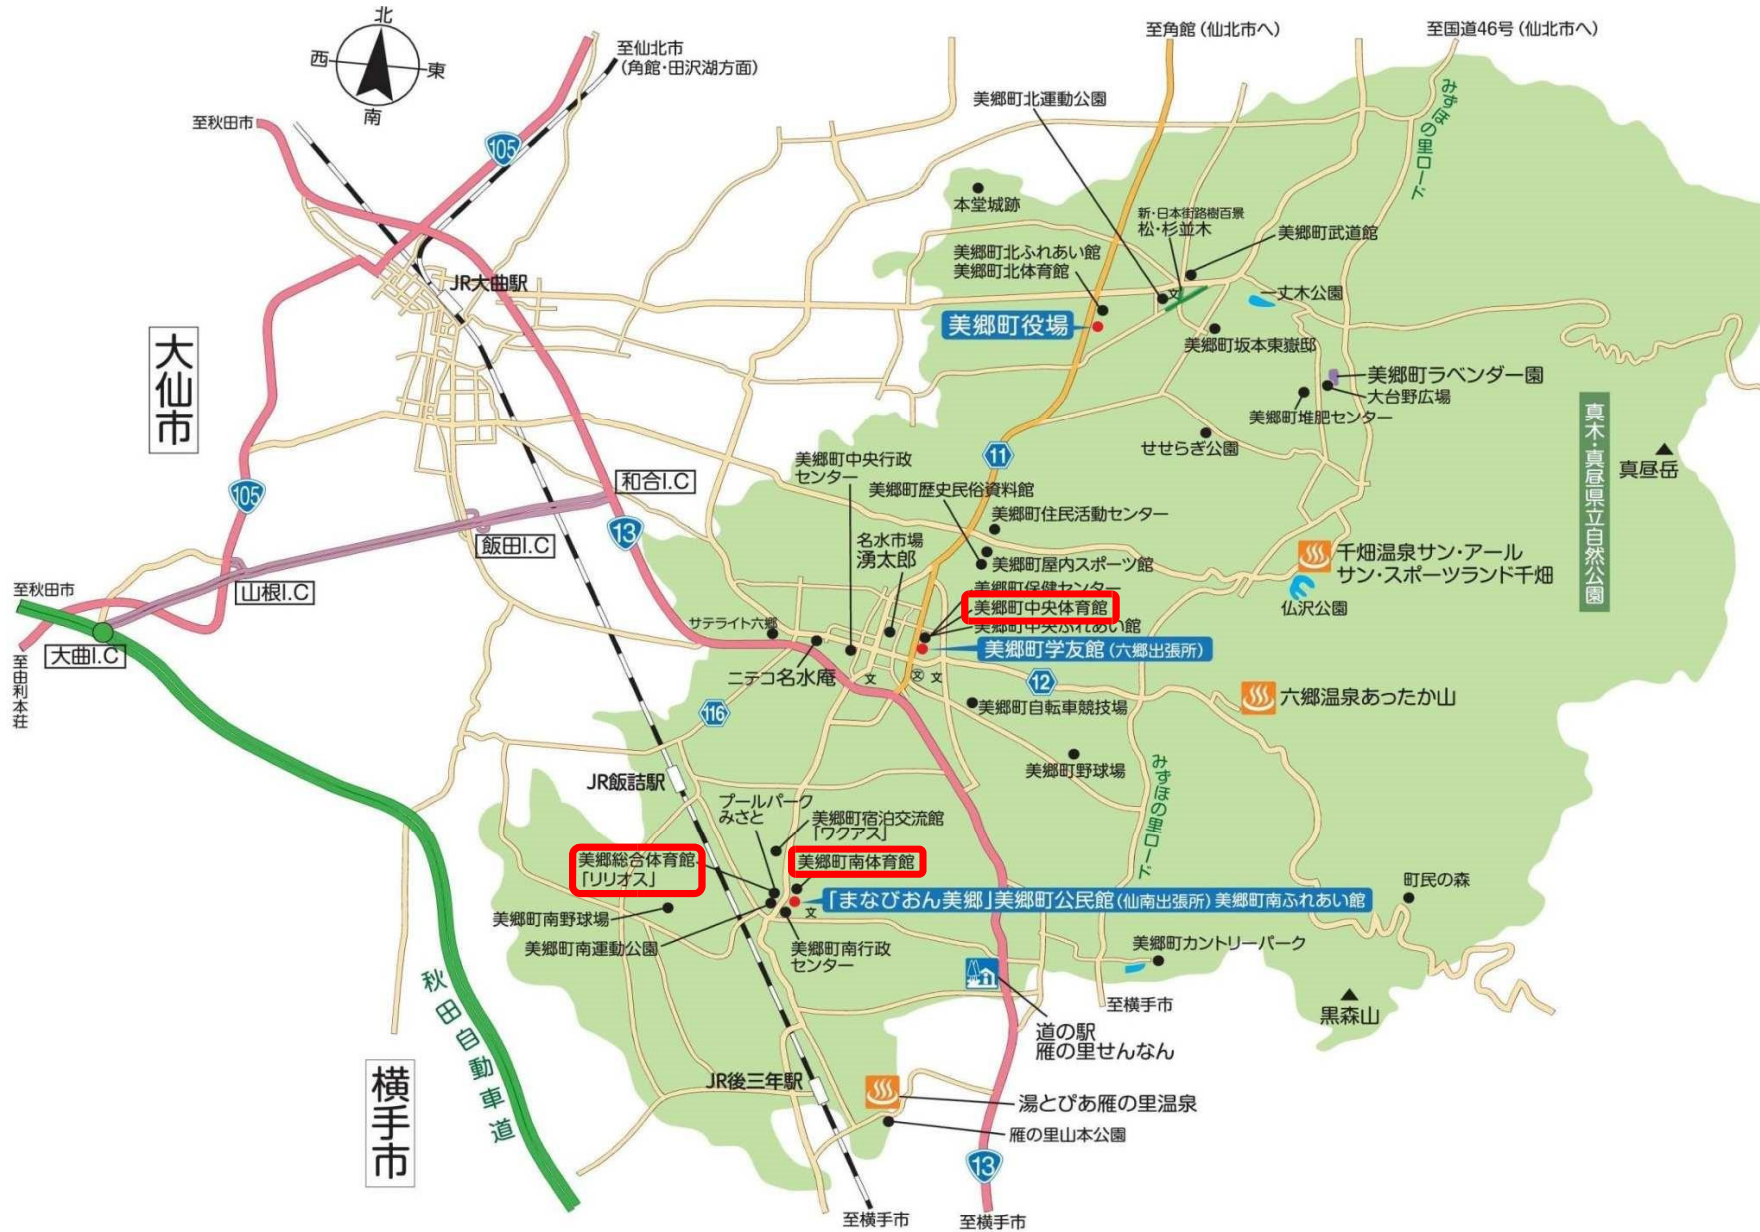 北
西
東
南
至仙北市
(角館・田沢湖方面)
至角館(仙北市へ)
至国道46号(仙北市へ)
至秋田市
105
美郷町北運動公園
みずほの里ロード
本堂城跡
新・日本街路樹百景
松・杉並木
美郷町武道館
美郷町北ふれあい館
美郷町北体育館
JR大曲駅
文
一丈木公園
美郷町役場
美郷町坂本東嶽邸
大仙市
美郷町ラベンダー園
大台野広場
美郷町堆肥センター
真木・真昼県立自然公園
せせらぎ公園
真昼岳
11
美郷町中央行政
センター
和合I.C
105
美郷町歴史民俗資料館
13
美郷町住民活動センター
飯田I.C
名水市場
湧太郎
美郷町屋内スポーツ館
千畑温泉サン・アール
サン・スポーツランド千畑
山根I.C
至秋田市
美郷町保健センター
美郷町中央体育館
仏沢公園
サテライト六郷
美郷町中央ふれあい館
美郷町学友館(六郷出張所)
大曲I.C
至由利本荘
ニテコ名水庵
文
文
文
12
六郷温泉あったか山
116
美郷町自転車競技場
美郷町野球場
みずほの里ロード
JR飯詰駅
プールパーク
みさと
美郷町宿泊交流館
「ワクアス」
美郷総合体育館
「リリオス」
美郷町南体育館
町民の森
「まなびおん美郷」美郷町公民館(仙南出張所)美郷町南ふれあい館
美郷町南野球場
文
美郷町南運動公園
美郷町南行政
センター
美郷町カントリーパーク
秋田自動車道
至横手市
黒森山
道の駅
雁の里せんなん
横手市
JR後三年駅
湯とぴあ雁の里温泉
雁の里山本公園
13
至横手市
至横手市